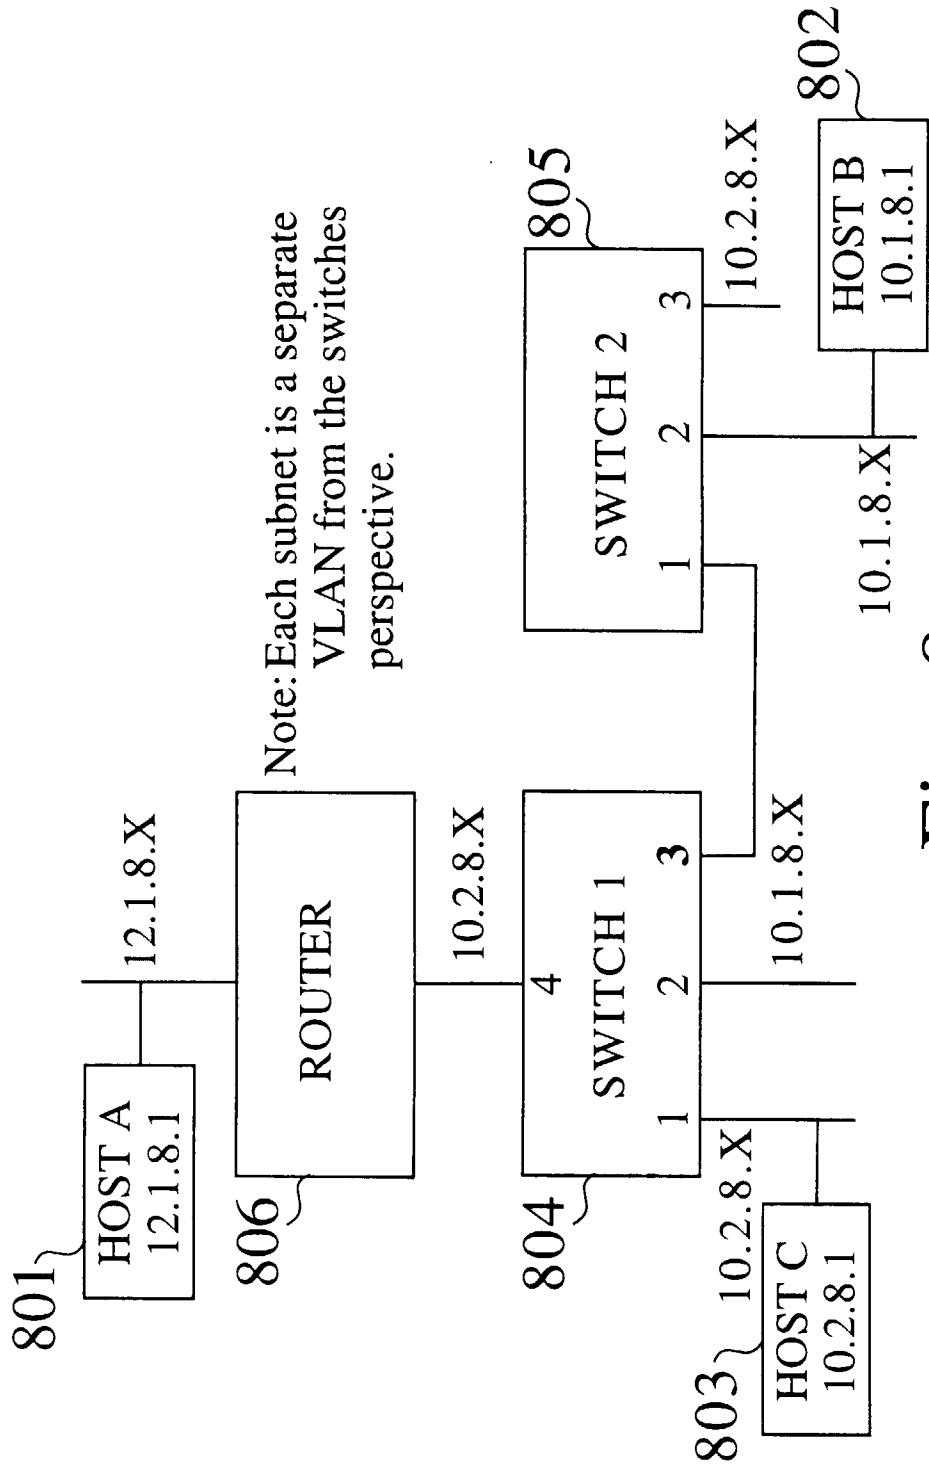 801
HOST A
12.1.8.1
12.1.8.X
806
ROUTER
Note: Each subnet is a separate
VLAN from the switches
perspective.
10.2.8.X
804
4
SWITCH 1
1
2
3
805
SWITCH 2
1
2
3
10.2.8.X
10.1.8.X
10.2.8.X
803
HOST C
10.2.8.1
10.1.8.X
802
HOST B
10.1.8.1